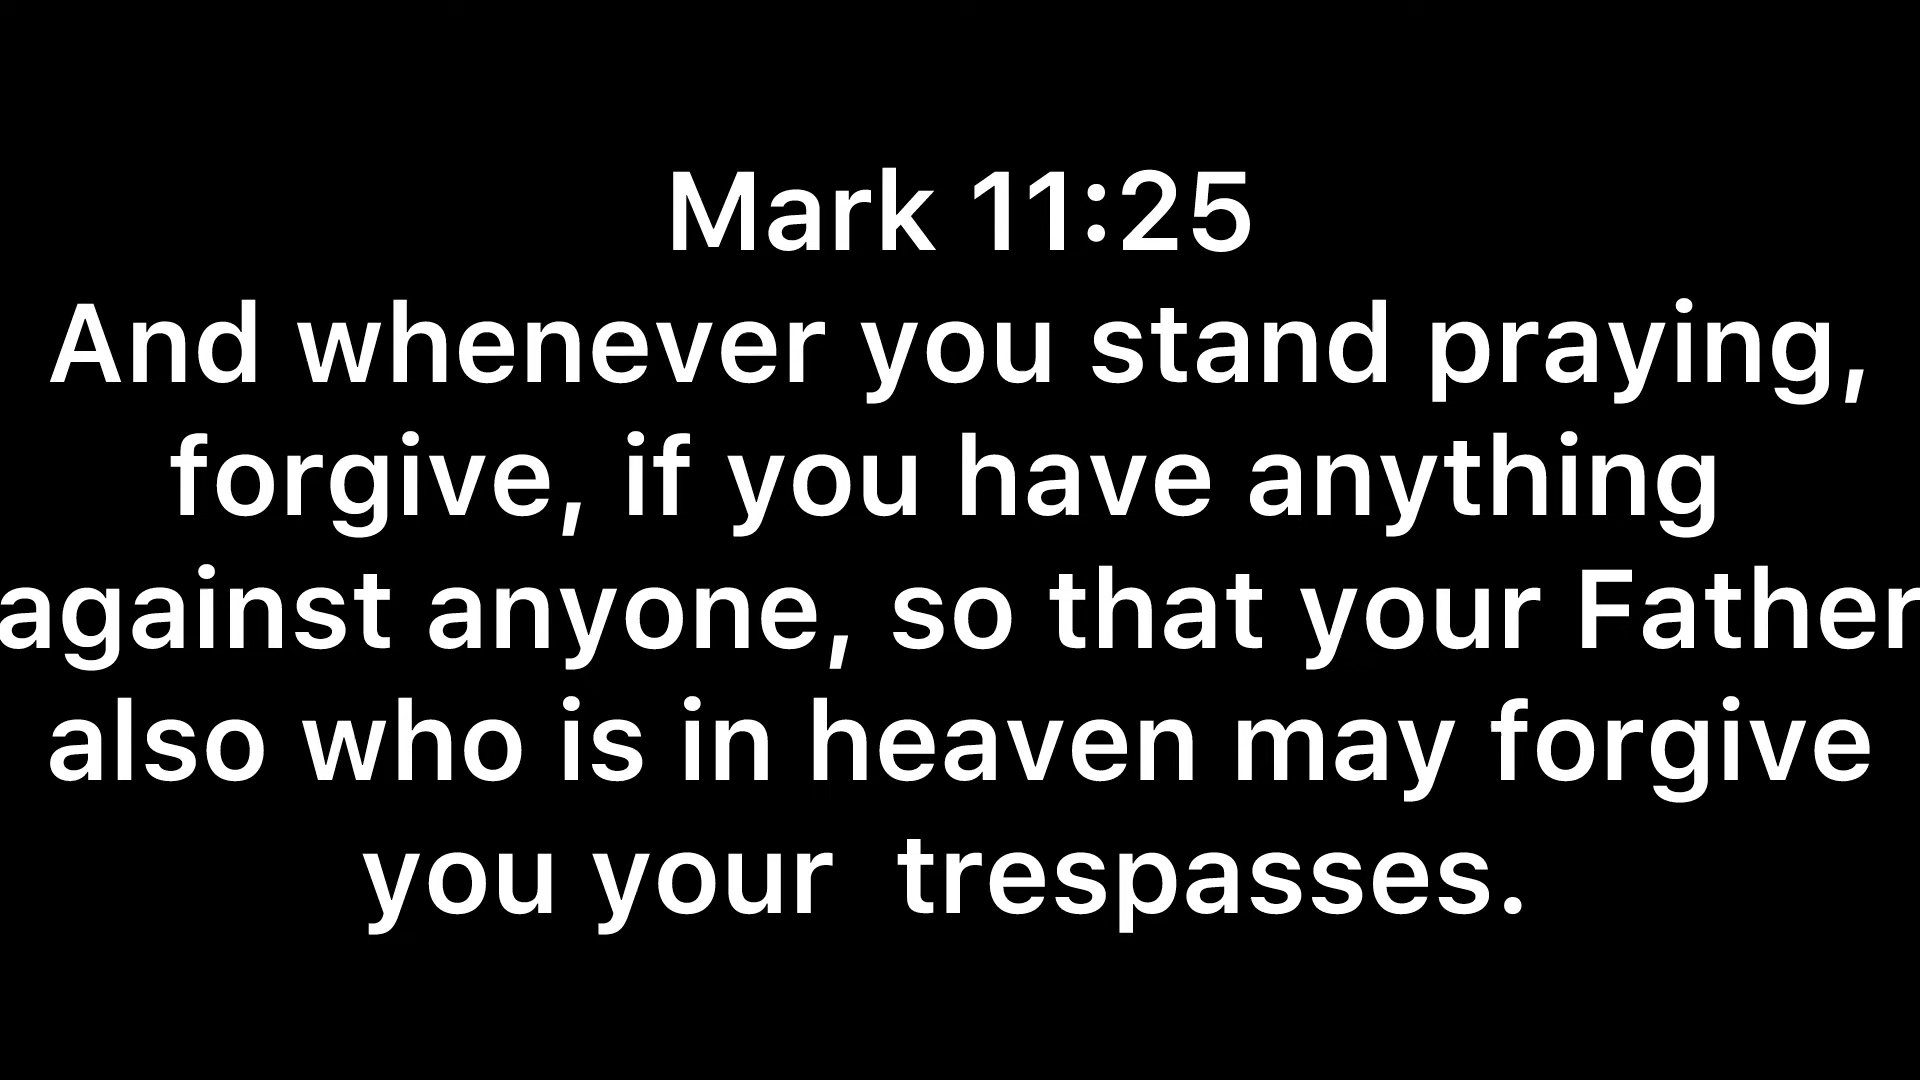 Mark 11:25
And whenever you stand praying,
forgive, if you have anything
against anyone, so that your Father
also who is in heaven may forgive
you your  trespasses.